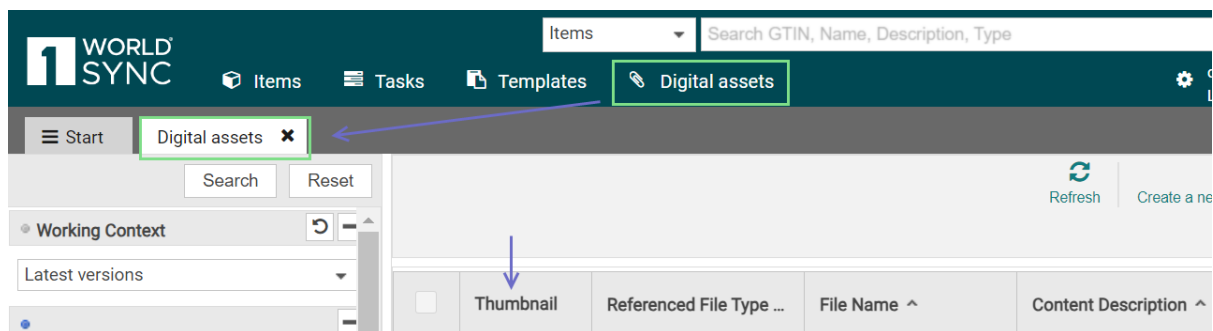 Items
Search GTIN, Name, Description, Type
1 WORLD
SYNC
Items
Tasks
Templates
Digital assets
Start
Digital assets
Search
Reset
Refresh
Create a ne
Working Context
Latest versions
Thumbnail
Referenced File Type ...
File Name
Content Description